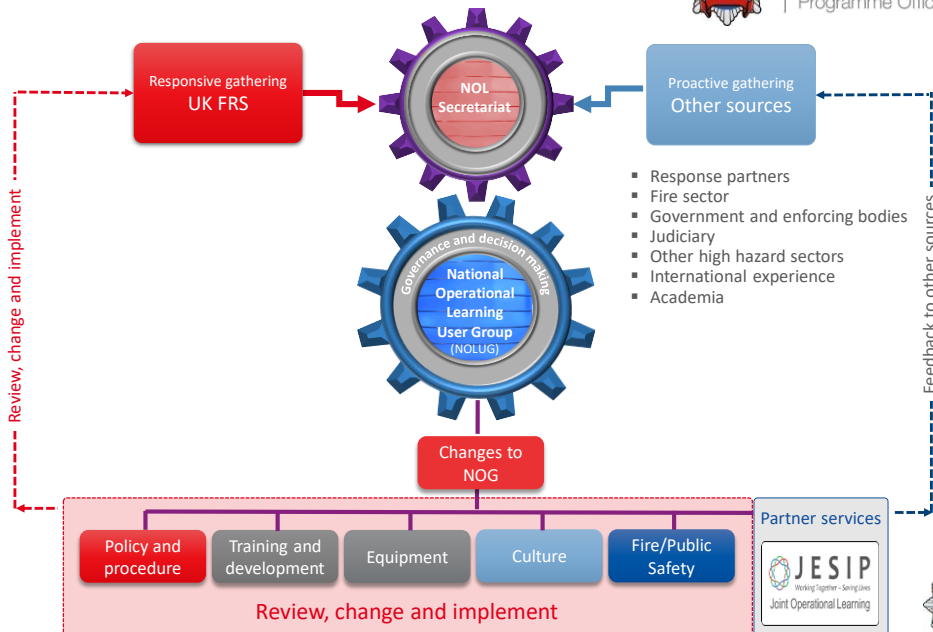 Programme Offic
Responsive gathering
UK FRS
NOL
Secretariat
Proactive gathering
Other sources
▪ Response partners
▪ Fire sector
▪ Government and enforcing bodies
▪ Judiciary
▪ Other high hazard sectors
▪ International experience
▪ Academia
Governance and decision making
National
Operational
Learning
User Group
(NOLUG)
Review, change and implement
Feedback to other sources
Changes to
NOG
Policy and
procedure
Training and
development
Equipment
Culture
Fire/Public
Safety
Review, change and implement
Partner services
JESIP
Working Together – Saving Lives
Joint Operational Learning